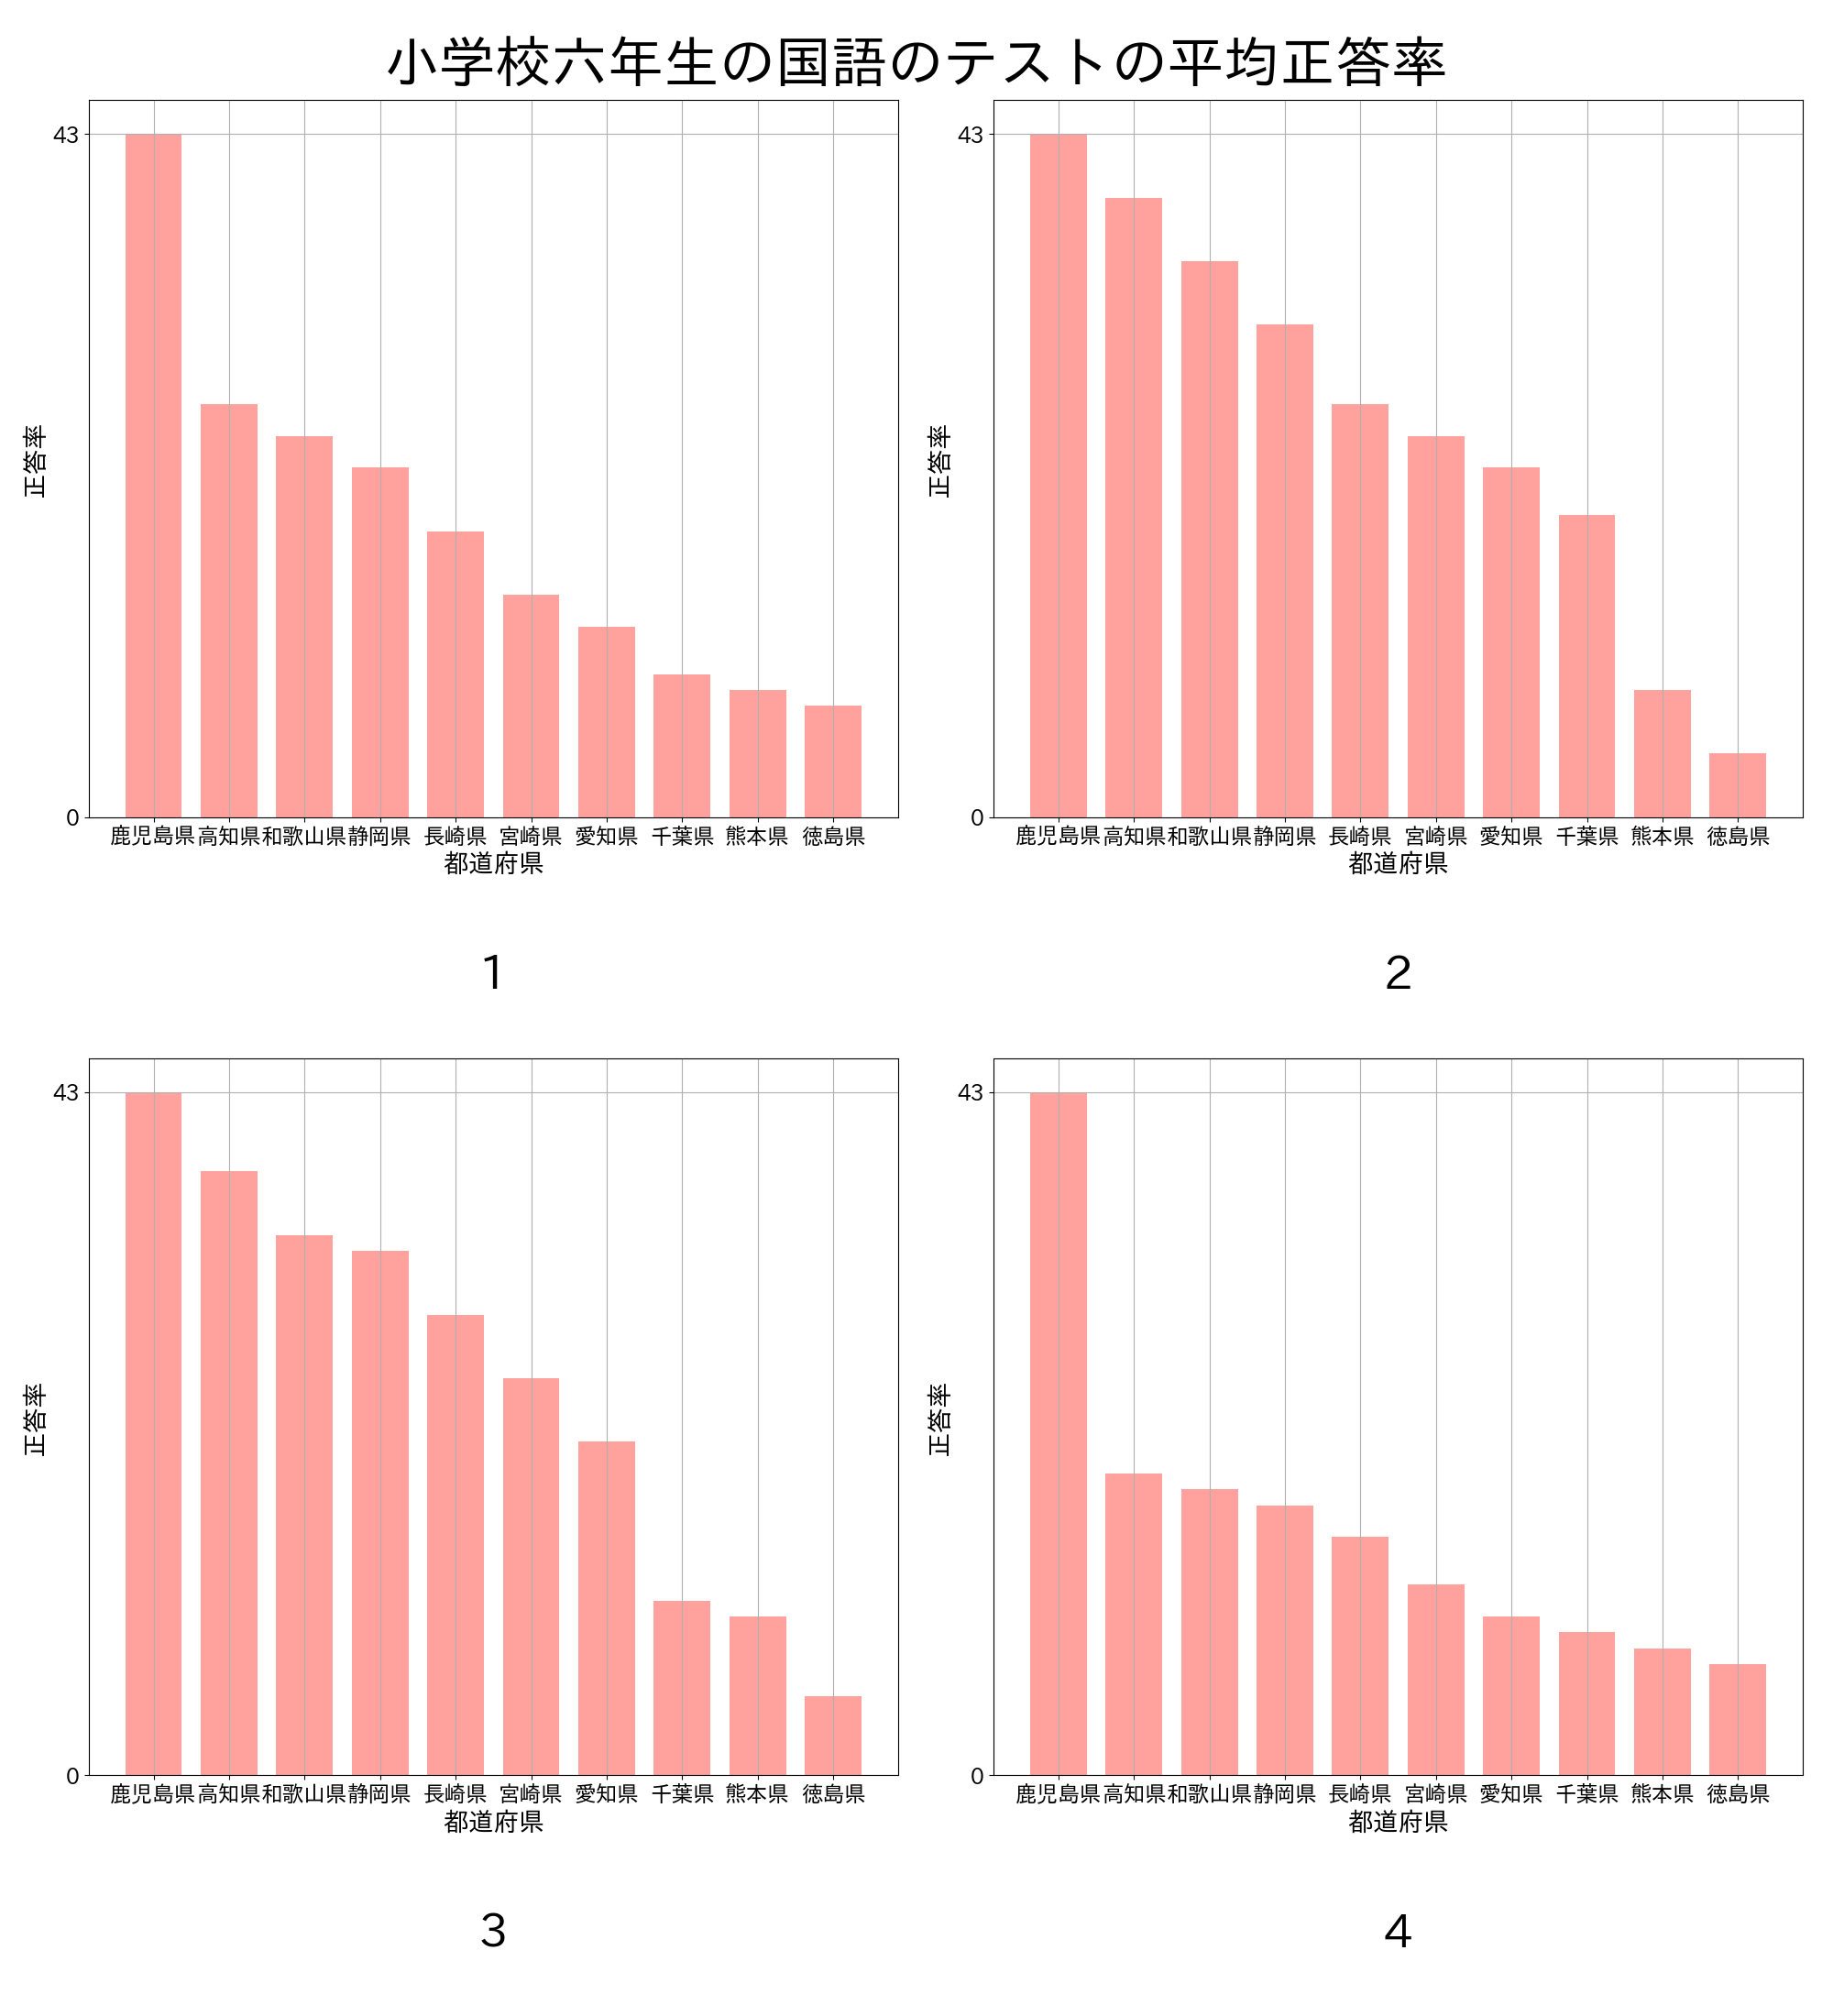 小学校六年生の国語のテストの平均正答率
43
0
正答率
鹿児島県 高知県 和歌山県 静岡県 長崎県 宮崎県 愛知県 千葉県 熊本県 徳島県
都道府県
1
43
0
正答率
鹿児島県 高知県 和歌山県 静岡県 長崎県 宮崎県 愛知県 千葉県 熊本県 徳島県
都道府県
2
43
0
正答率
鹿児島県 高知県 和歌山県 静岡県 長崎県 宮崎県 愛知県 千葉県 熊本県 徳島県
都道府県
3
43
0
正答率
鹿児島県 高知県 和歌山県 静岡県 長崎県 宮崎県 愛知県 千葉県 熊本県 徳島県
都道府県
4